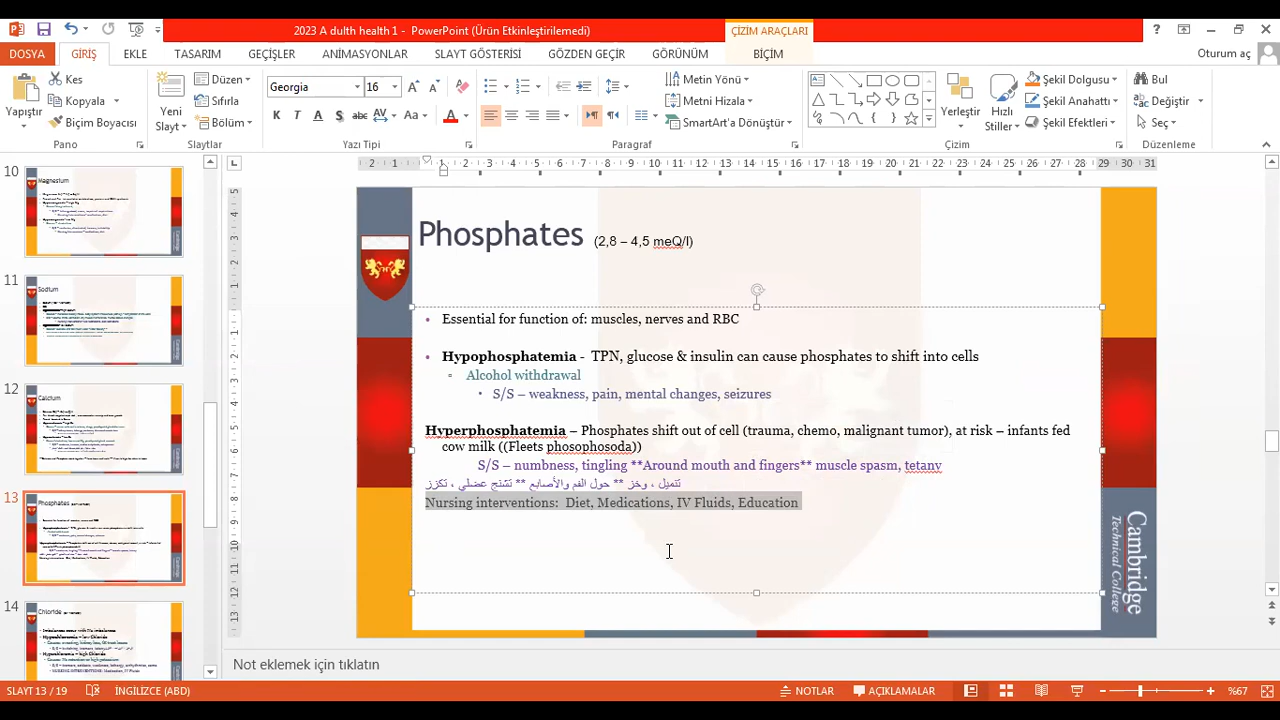 2023 A dulth health 1 - PowerPoint (Ürün Etkinleştirilemedi)
ÇİZİM ARAÇLARI
DOSYA GİRİŞ EKLE TASARIM GEÇİŞLER ANİMASYONLAR SLAYT GÖSTERİSİ GÖZDEN GEÇİR GÖRÜNÜM BİÇİM Oturum aç
Yapıştır
Kes
Kopyala
Biçim Boyacısı
Pano
Yeni Slayt
Düzen
Sıfırla
Bölüm
Slaytlar
Georgia 16
Yazı Tipi
Metin Yönü
Metni Hizala
SmartArt'a Dönüştür
Paragraf
Yerleştir
Hızlı Stiller
Şekil Dolgusu
Şekil Anahattı
Şekil Efektleri
Çizim
Bul
Değiştir
Seç
Düzenleme
10
Magnesium
11
Sodium
12
Calcium
13
Phosphates
14
Chloride
Phosphates (2,8 – 4,5 meQ/l)
• Essential for function of: muscles, nerves and RBC
• Hypophosphatemia - TPN, glucose & insulin can cause phosphates to shift into cells
Alcohol withdrawal
• S/S – weakness, pain, mental changes, seizures
Hyperphosphatemia – Phosphates shift out of cell (trauma, chemo, malignant tumor), at risk – infants fed
cow milk ((Fleets phosophosoda))
S/S – numbness, tingling **Around mouth and fingers** muscle spasm, tetany
تنميل ، وخز ** حول الفم والأصابع ** تشنج عضلي ، تكزز
Nursing interventions: Diet, Medications, IV Fluids, Education
Cambridge
Technical College
Not eklemek için tıklatın
SLAYT 13 / 19 İNGİLİZCE (ABD) NOTLAR AÇIKLAMALAR %67